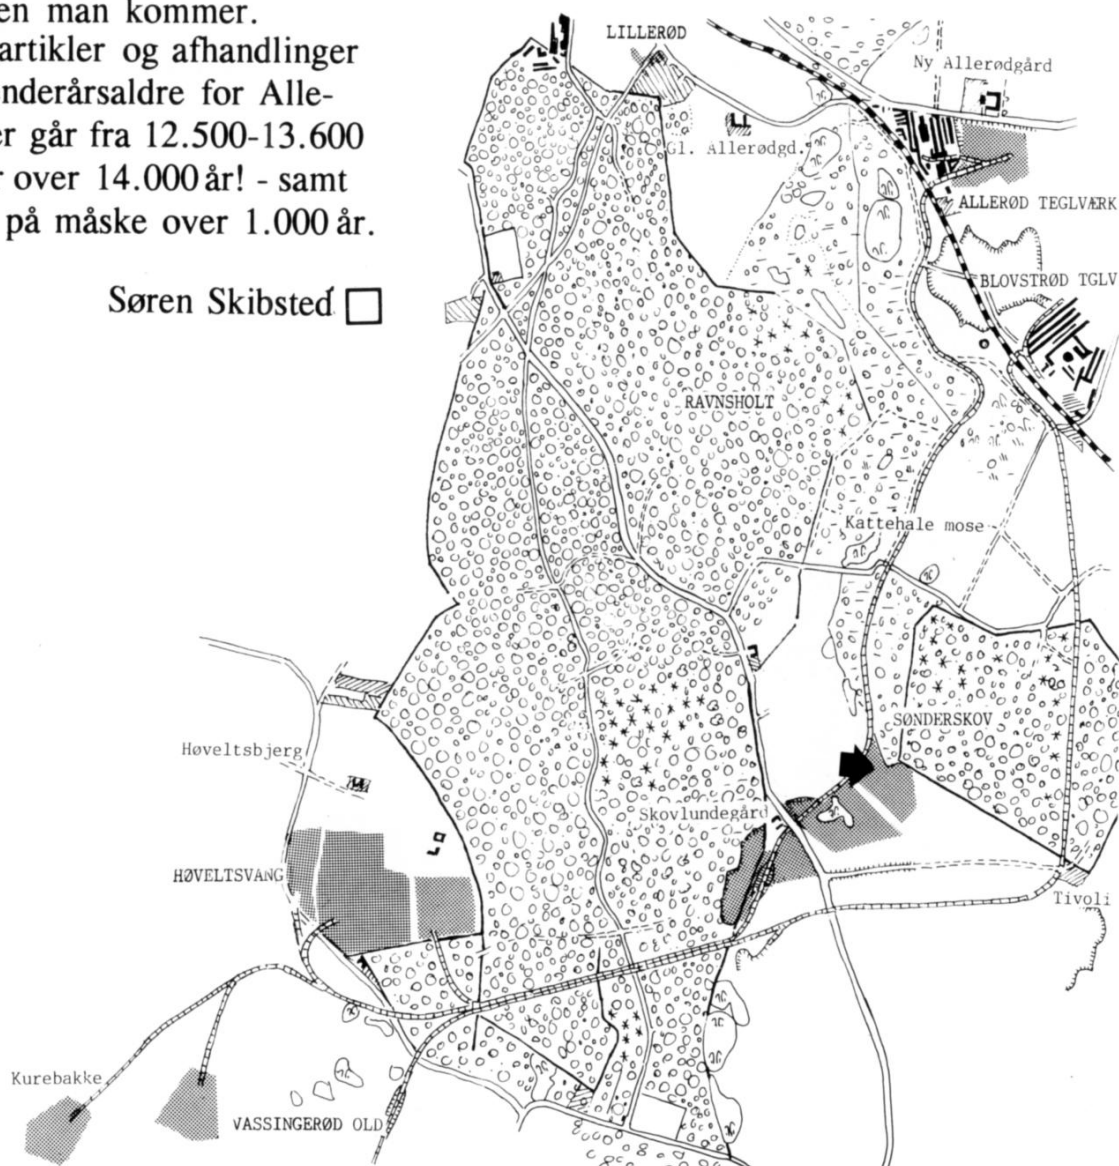 en man kommer.
artikler og afhandlinger
nderårsaldre for Alle-
er går fra 12.500-13.600
r over 14.000 år! - samt
på måske over 1.000 år.
Søren Skibsted
LILLERØD
Ny Allerødgård
Gl. Allerødgd.
ALLERØD TEGLVÆRK
BLOVSTRØD TGLV
RAVNSHOLT
Kattehale mose
SØNDERSKOV
Høveltsbjerg
Skovlundegård
HØVELTSVANG
Tivoli
Kurebakke
VASSINGERØD OLD